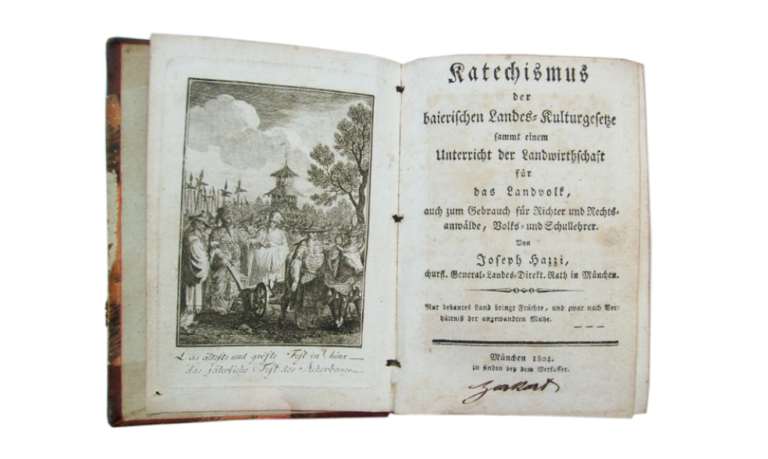 Das älteste und gröste Fest in China
das jährliche Fest des Ackerbaues
Katechismus
der
baierischen Landes-Kulturgesetze
sammt einem
Unterricht der Landwirthschaft
für
das Landvolk,
auch zum Gebrauch für Richter und Rechts-
anwälde, Volks- und Schullehrer.
Von
Joseph Hazzi,
churfl. General-Landes-Direkt. Rath in München.
Nur bebautes Land bringt Früchte, und zwar nach Ver-
hältniß der angewandten Mühe.
München 1804.
zu finden bey dem Verfasser.